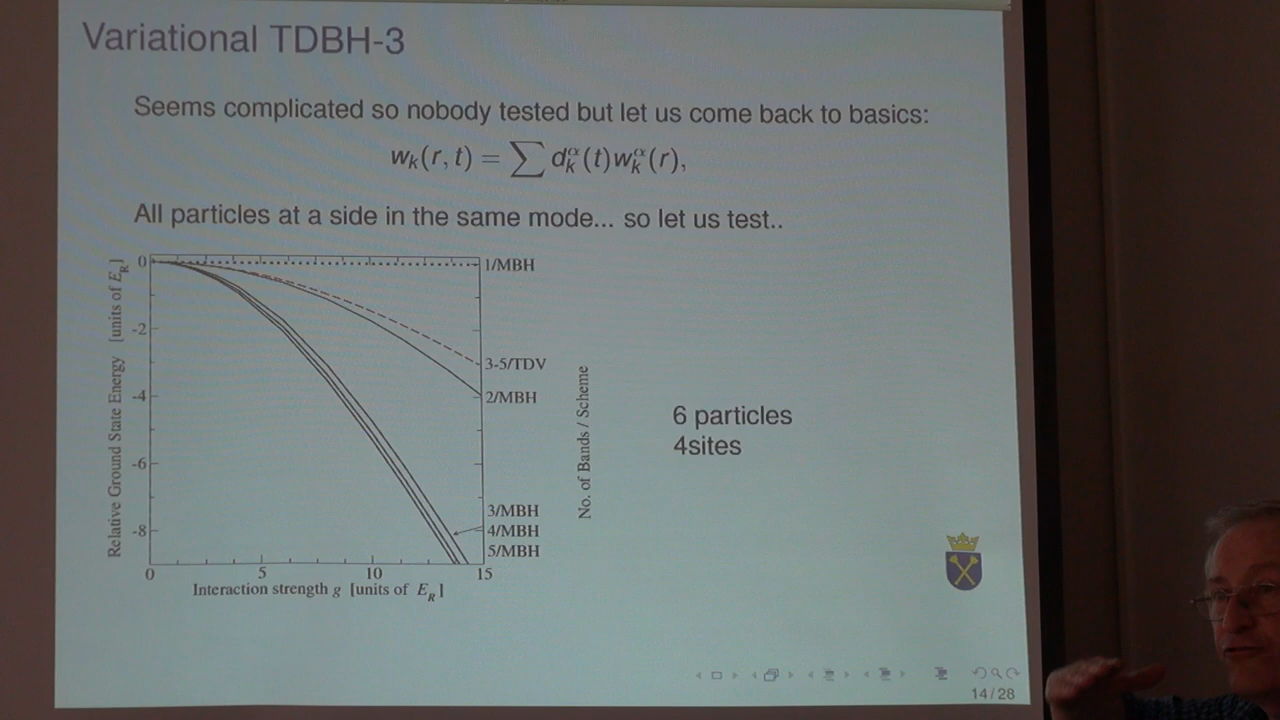 Variational TDBH-3
Seems complicated so nobody tested but let us come back to basics:
wₖ(r, t) = ∑ dₖᵅ(t)wₖᵅ(r),
All particles at a side in the same mode... so let us test..
Relative Ground State Energy [units of E_R]
0
-2
-4
-6
-8
0 5 10 15
Interaction strength g [units of E_R]
1/MBH
3-5/TDV
2/MBH
3/MBH
4/MBH
5/MBH
No. of Bands / Scheme
6 particles
4sites
14/28